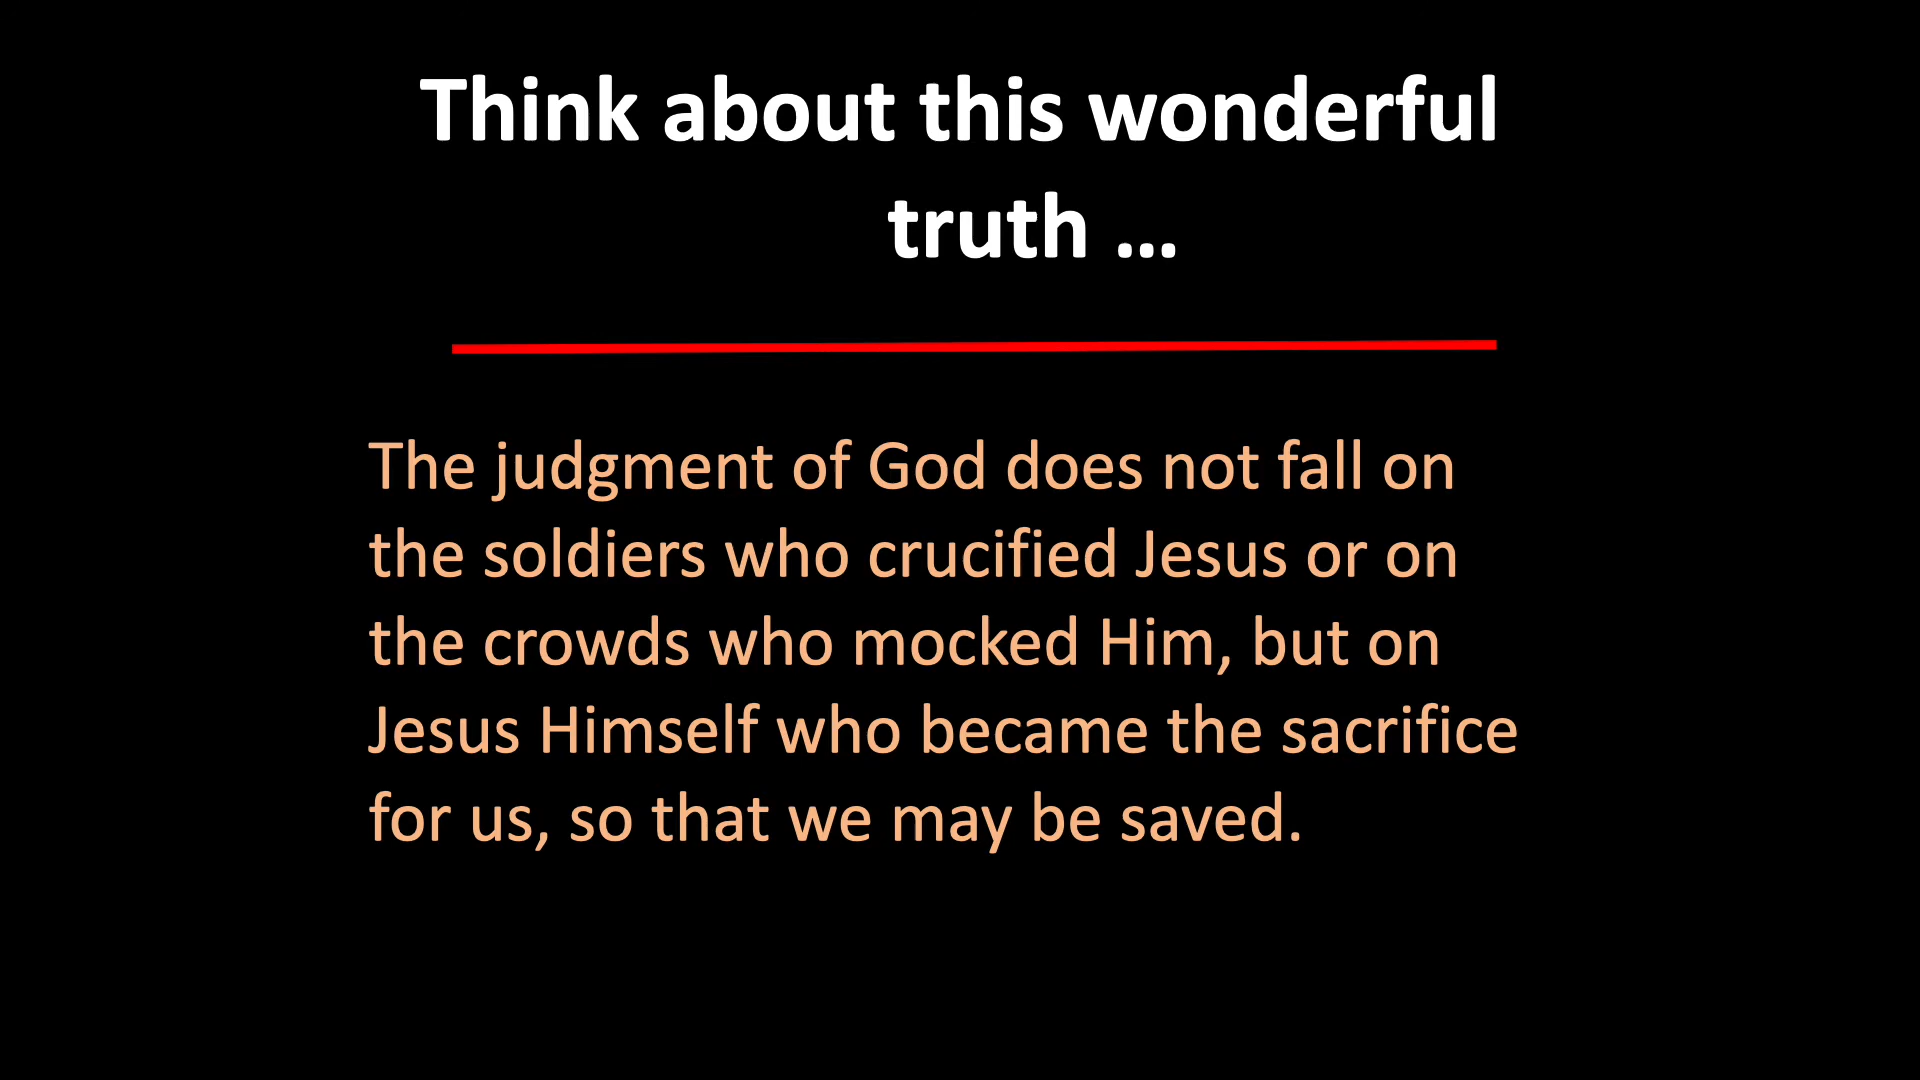 Think about this wonderful
truth ...
The judgment of God does not fall on
the soldiers who crucified Jesus or on
the crowds who mocked Him, but on
Jesus Himself who became the sacrifice
for us, so that we may be saved.